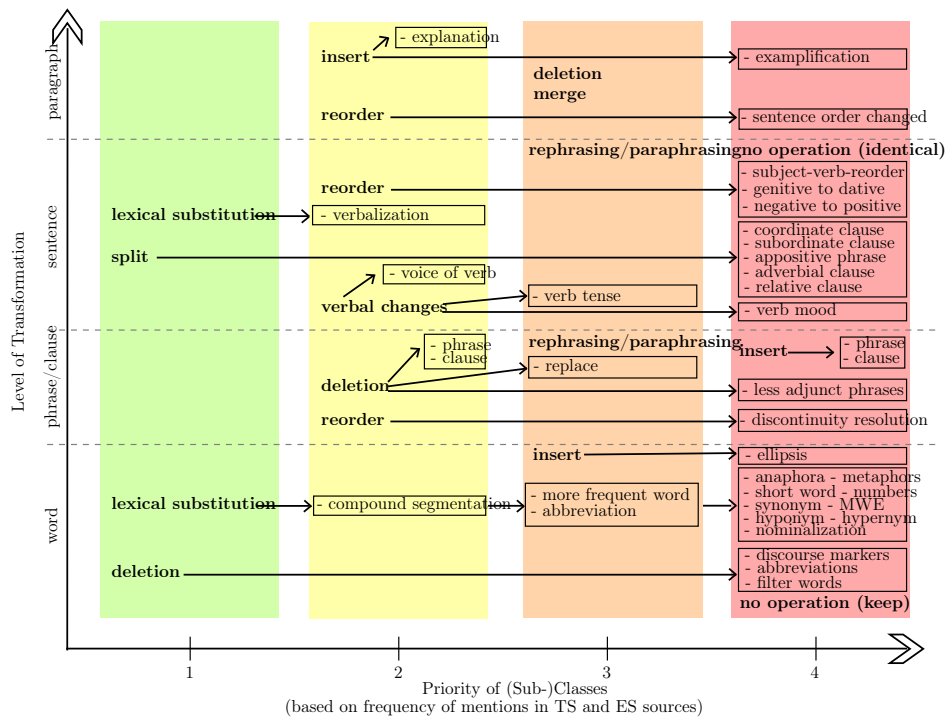 - explanation
insert
- examplification
deletion
merge
reorder
- sentence order changed
paragraph
rephrasing/paraphrasing
no operation (identical)
- subject-verb-reorder
reorder
- genitive to dative
- negative to positive
lexical substitution
- verbalization
- coordinate clause
- subordinate clause
split
- appositive phrase
- adverbial clause
- relative clause
- voice of verb
verbal changes
- verb tense
- verb mood
sentence
rephrasing/paraphrasing
- phrase
- clause
insert
- phrase
- clause
- replace
deletion
- less adjunct phrases
reorder
- discontinuity resolution
phrase/clause
insert
- ellipsis
- anaphora - metaphors
- short word - numbers
- synonym - MWE
- hyponym - hypernym
- nominalization
lexical substitution
- compound segmentation
- more frequent word
- abbreviation
deletion
- discourse markers
- abbreviations
- filter words
no operation (keep)
word
Level of Transformation
1
2
3
4
Priority of (Sub-)Classes
(based on frequency of mentions in TS and ES sources)